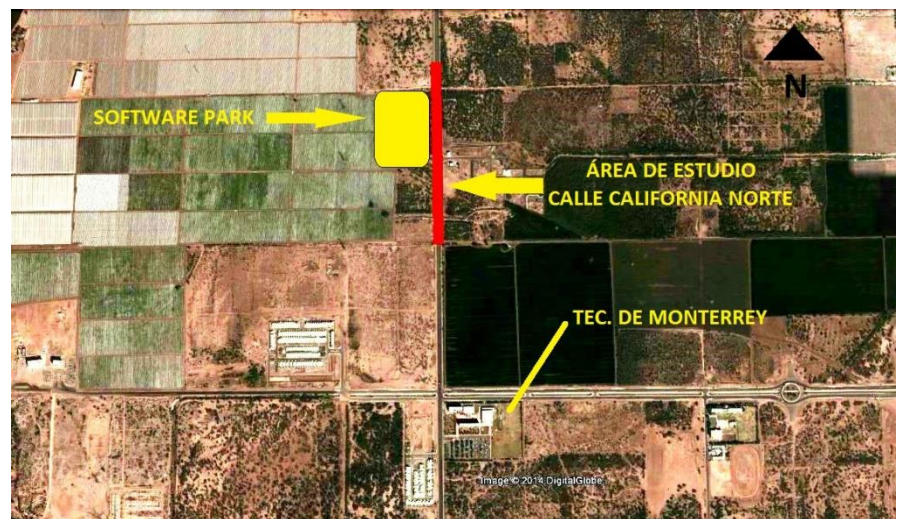 N
SOFTWARE PARK
ÁREA DE ESTUDIO
CALLE CALIFORNIA NORTE
TEC. DE MONTERREY
Image © 2014 DigitalGlobe